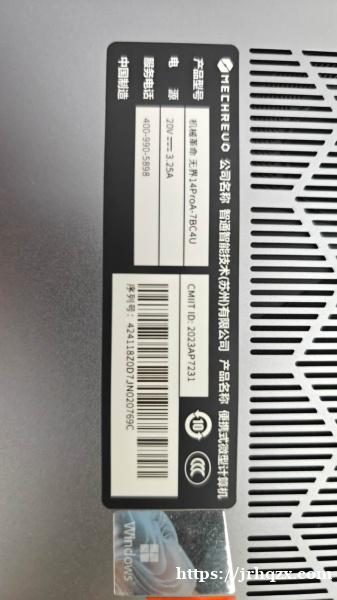 MECHREVO 公司名称 智通智能技术(苏州)有限公司 产品名称 便携式微型计算机
产品型号 机械革命 无界14ProA-7BC4U
CMIIT ID: 2023AP7231
电 源 20V⎓3.25A
服务电话 400-990-5898
中国制造
序列号: 424118Z0D7JN020769C
10
CCC
Windows
https://jrhqzx.com